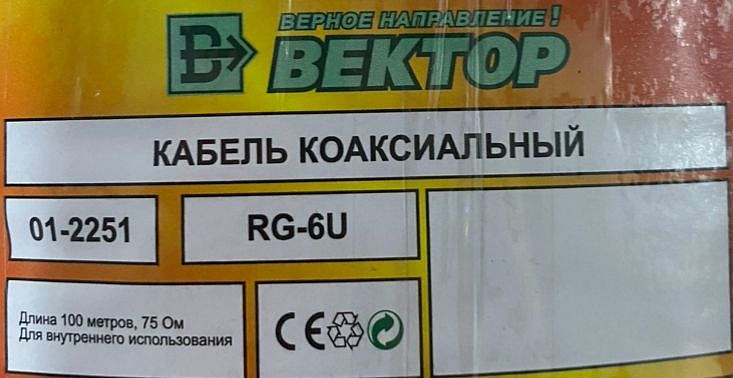 ВЕРНОЕ НАПРАВЛЕНИЕ!
ВЕКТОР
КАБЕЛЬ КОАКСИАЛЬНЫЙ
01-2251
RG-6U
Длина 100 метров, 75 Ом
Для внутреннего использования
CE